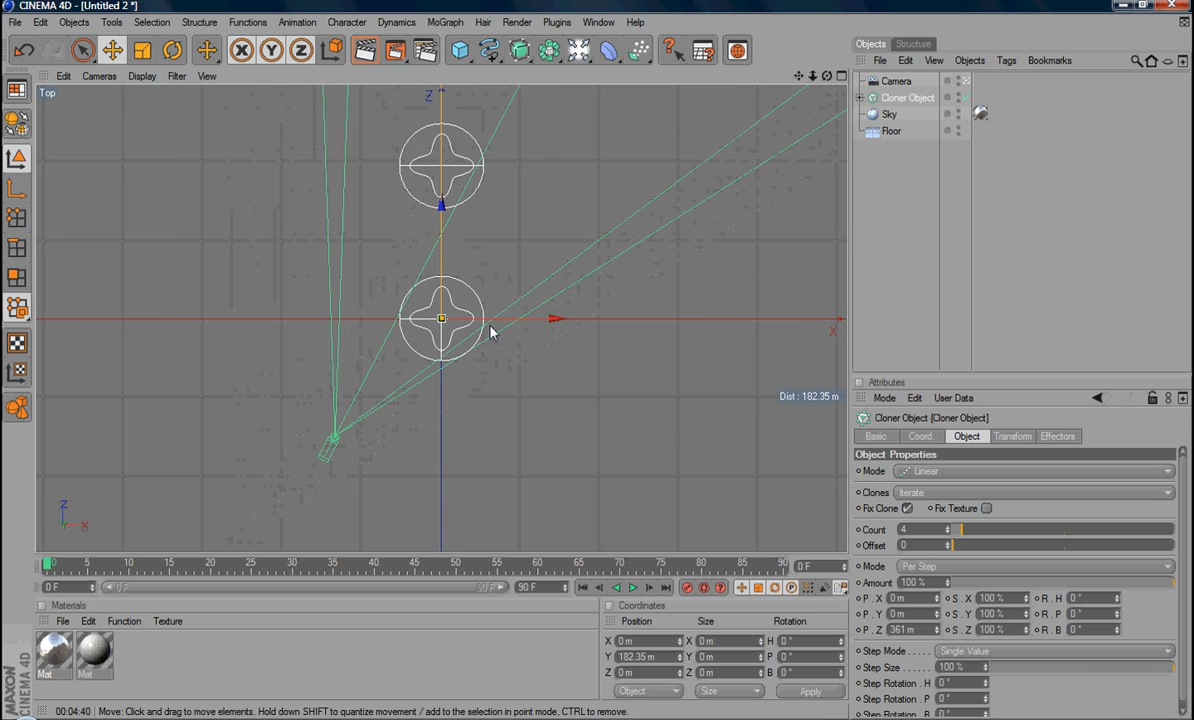 CINEMA 4D - [Untitled 2 *]
File Edit Objects Tools Selection Structure Functions Animation Character Dynamics MoGraph Hair Render Plugins Window Help
Objects Structure
File Edit View Objects Tags Bookmarks
Edit Cameras Display Filter View
Top
Z
Camera
Cloner Object
Sky
Floor
X
Dist : 182.35 m
Z
X
Attributes
Mode Edit User Data
Cloner Object [Cloner Object]
Basic Coord. Object Transform Effectors
Object Properties
Mode Linear
Clones Iterate
Fix Clone Fix Texture
Count 4
Offset 0
Mode Per Step
Amount 100 %
P . X 0 m S . X 100 % R . H 0 °
P . Y 0 m S . Y 100 % R . P 0 °
P . Z 361 m S . Z 100 % R . B 0 °
Step Mode . . . . . Single Value
Step Size . . . . . . 100 %
Step Rotation . H 0 °
Step Rotation . P 0 °
Step Rotation . B 0 °
0 5 10 15 20 25 30 35 40 45 50 55 60 65 70 75 80 85 90 0 F
0 F 0 F 90 F 90 F
Materials
File Edit Function Texture
Mat Mat
Coordinates
Position Size Rotation
X 0 m X 0 m H 0 °
Y 182.35 m Y 0 m P 0 °
Z 0 m Z 0 m B 0 °
Object Size Apply
MAXON CINEMA 4D
00:04:40 Move: Click and drag to move elements. Hold down SHIFT to quantize movement / add to the selection in point mode, CTRL to remove.